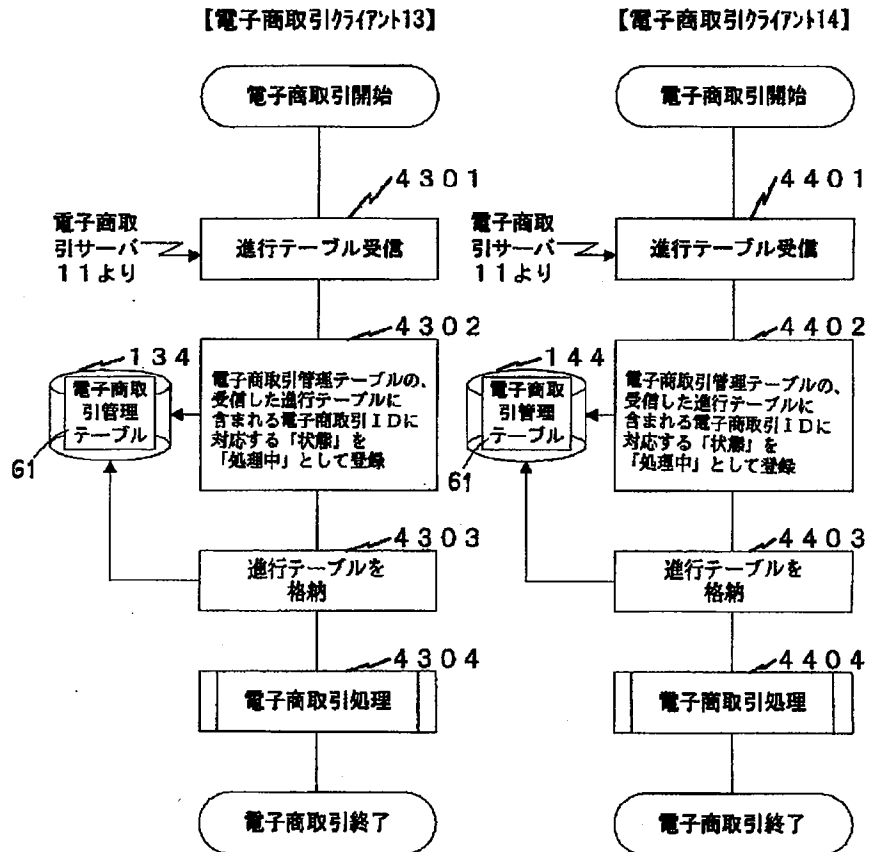 【電子商取引ｸﾗｲｱﾝﾄ13】
電子商取引開始
4301
電子商取
引サーバ
11より
進行テーブル受信
4302
134
電子商取
引管理
テーブル
61
電子商取引管理テーブルの、
受信した進行テーブルに
含まれる電子商取引IDに
対応する「状態」を
「処理中」として登録
4303
進行テーブルを
格納
4304
電子商取引処理
電子商取引終了
【電子商取引ｸﾗｲｱﾝﾄ14】
電子商取引開始
4401
電子商取
引サーバ
11より
進行テーブル受信
4402
144
電子商取
引管理
テーブル
61
電子商取引管理テーブルの、
受信した進行テーブルに
含まれる電子商取引IDに
対応する「状態」を
「処理中」として登録
4403
進行テーブルを
格納
4404
電子商取引処理
電子商取引終了